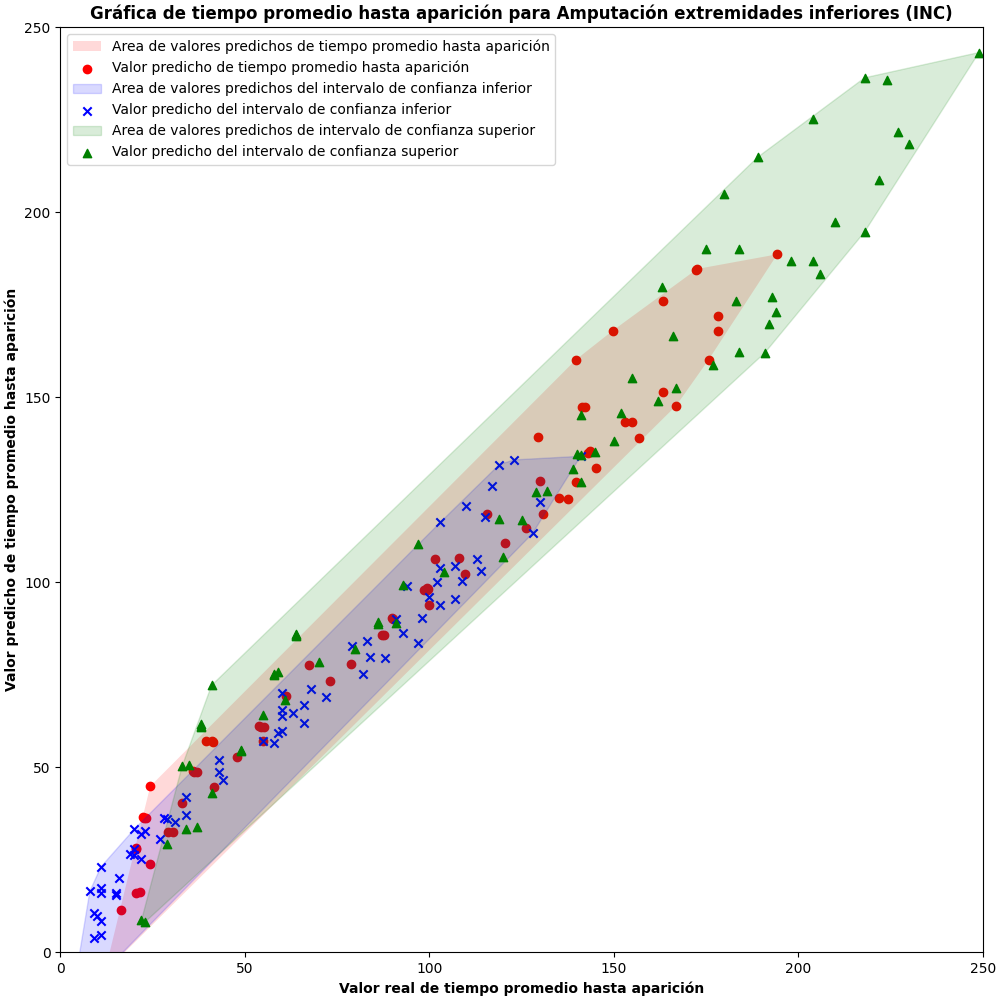 Gráfica de tiempo promedio hasta aparición para Amputación extremidades inferiores (INC)
Area de valores predichos de tiempo promedio hasta aparición
Valor predicho de tiempo promedio hasta aparición
Area de valores predichos del intervalo de confianza inferior
Valor predicho del intervalo de confianza inferior
Area de valores predichos de intervalo de confianza superior
Valor predicho del intervalo de confianza superior
Valor predicho de tiempo promedio hasta aparición
250
200
150
100
50
0
0 50 100 150 200 250
Valor real de tiempo promedio hasta aparición